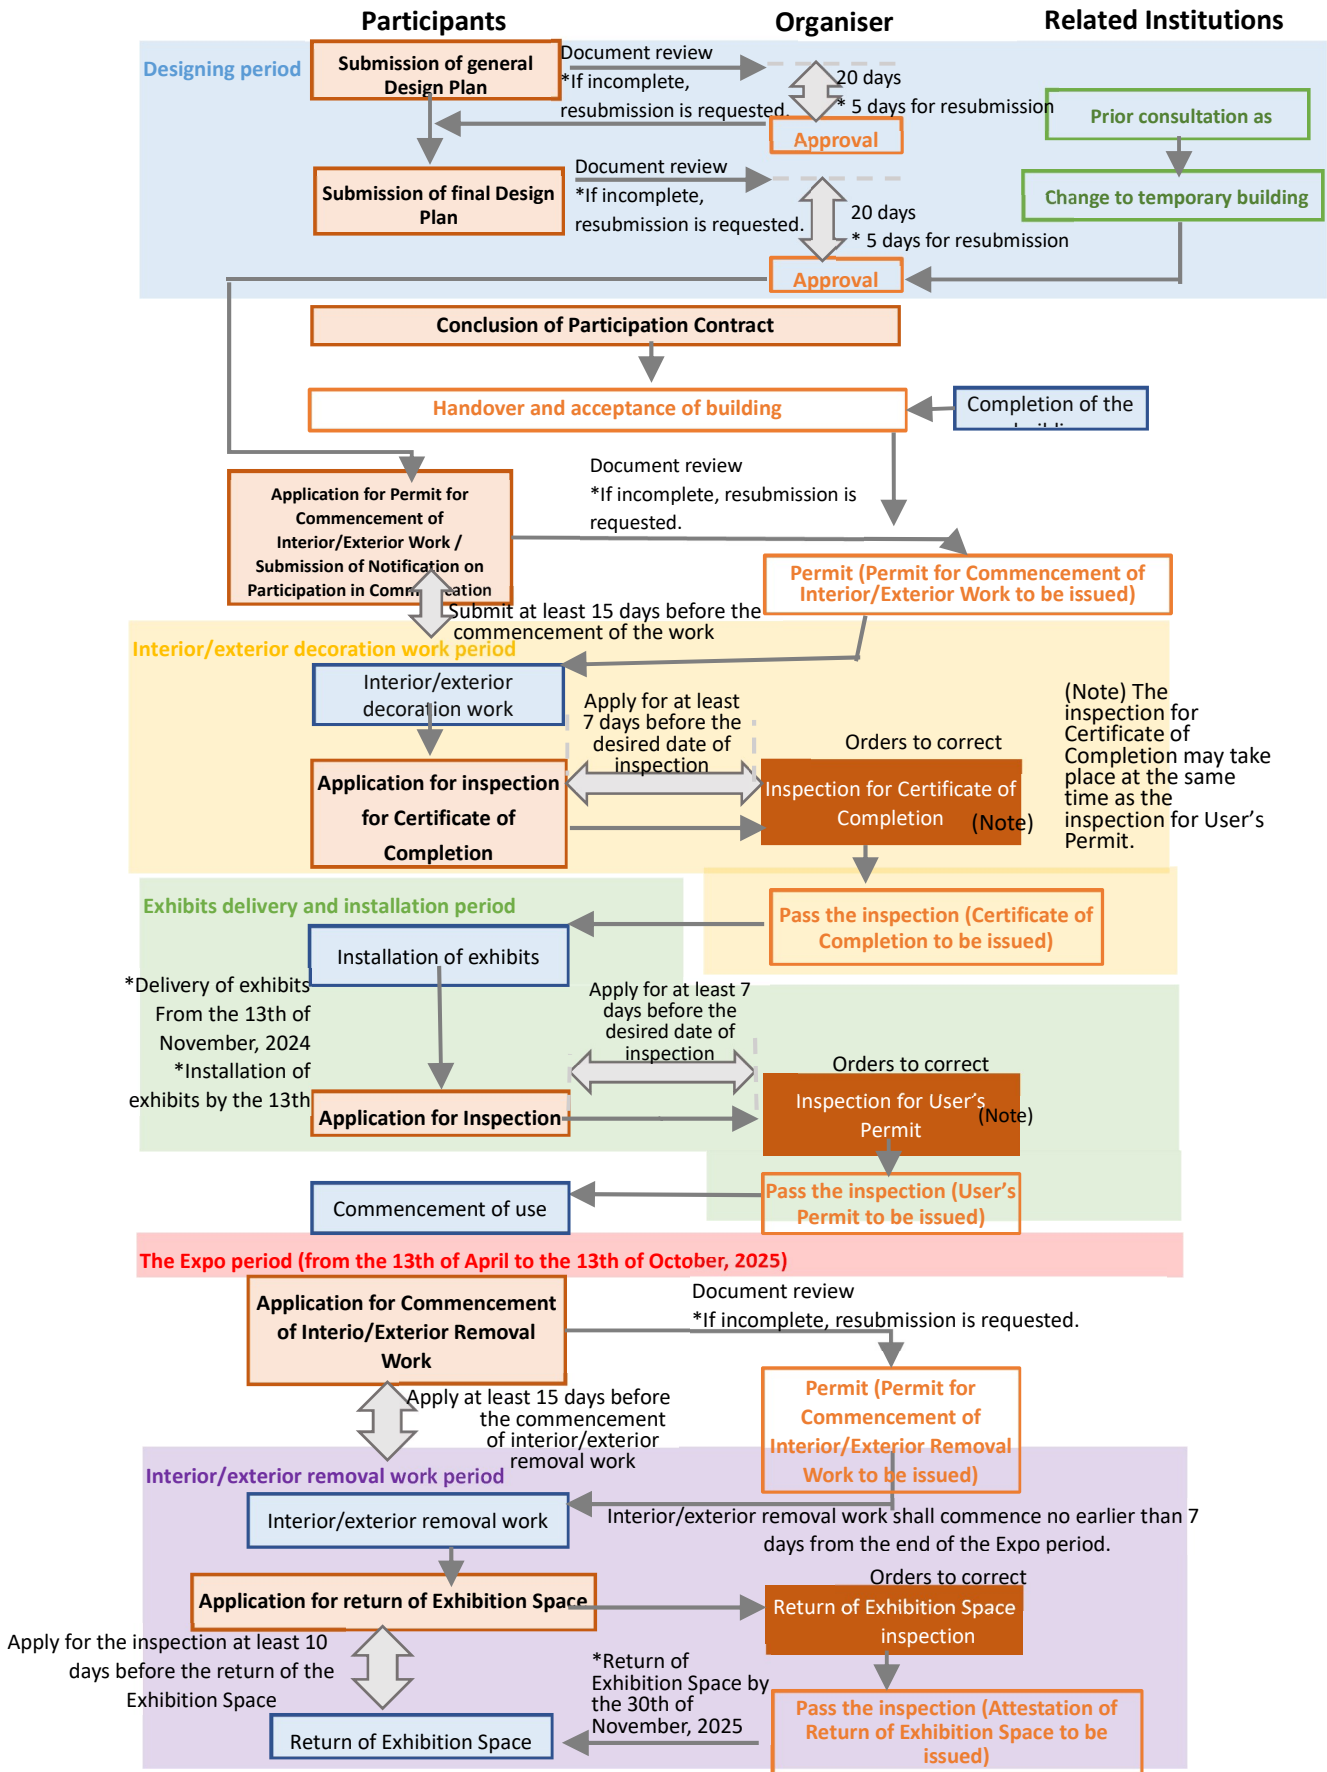 Participants
Organiser
Related Institutions
Designing period
Submission of general
Design Plan
Document review
*If incomplete,
resubmission is requested.
20 days
* 5 days for resubmission
Approval
Prior consultation as
Change to temporary building
Submission of final Design
Plan
Document review
*If incomplete,
resubmission is requested.
20 days
* 5 days for resubmission
Approval
Conclusion of Participation Contract
Handover and acceptance of building
Completion of the
Application for Permit for
Commencement of
Interior/Exterior Work /
Submission of Notification on
Participation in
Document review
*If incomplete, resubmission is
requested.
Permit (Permit for Commencement of
Interior/Exterior Work to be issued)
Submit at least 15 days before the
commencement of the work
Interior/exterior decoration work period
Interior/exterior
decoration work
Apply for at least
7 days before the
desired date of
inspection
Orders to correct
(Note) The
inspection for
Certificate of
Completion may take
place at the same
time as the
inspection for User's
Permit.
Application for inspection
for Certificate of
Completion
Inspection for Certificate of
Completion
(Note)
Exhibits delivery and installation period
Pass the inspection (Certificate of
Completion to be issued)
Installation of exhibits
*Delivery of exhibits
From the 13th of
November, 2024
*Installation of
exhibits by the 13th
Apply for at least 7
days before the
desired date of
inspection
Orders to correct
Application for Inspection
Inspection for User's
Permit
(Note)
Commencement of use
Pass the inspection (User's
Permit to be issued)
The Expo period (from the 13th of April to the 13th of October, 2025)
Application for Commencement
of Interio/Exterior Removal
Work
Document review
*If incomplete, resubmission is requested.
Permit (Permit for
Commencement of
Interior/Exterior Removal
Work to be issued)
Apply at least 15 days before
the commencement
of interior/exterior
removal work
Interior/exterior removal work period
Interior/exterior removal work
Interior/exterior removal work shall commence no earlier than 7
days from the end of the Expo period.
Orders to correct
Application for return of Exhibition Space
Return of Exhibition Space
inspection
Apply for the inspection at least 10
days before the return of the
Exhibition Space
*Return of
Exhibition Space by
the 30th of
November, 2025
Pass the inspection (Attestation of
Return of Exhibition Space to be
issued)
Return of Exhibition Space